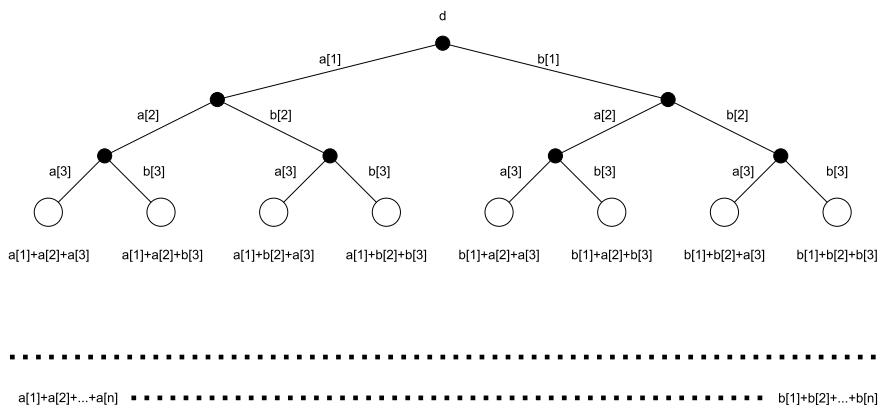 d
a[1] b[1]
a[2] b[2] a[2] b[2]
a[3] b[3] a[3] b[3] a[3] b[3] a[3] b[3]
a[1]+a[2]+a[3] a[1]+a[2]+b[3] a[1]+b[2]+a[3] a[1]+b[2]+b[3] b[1]+a[2]+a[3] b[1]+a[2]+b[3] b[1]+b[2]+a[3] b[1]+b[2]+b[3]
a[1]+a[2]+...+a[n] b[1]+b[2]+...+b[n]